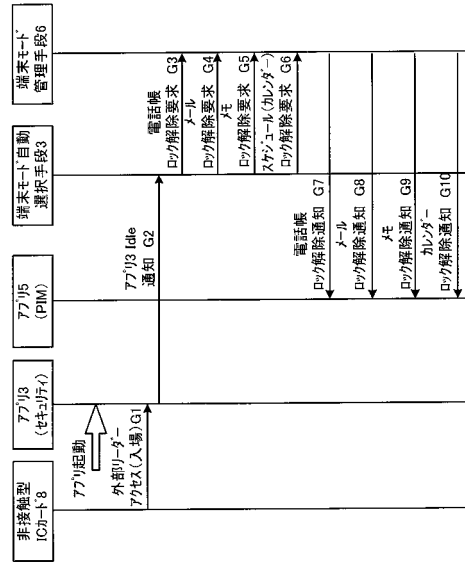 非接触型
ICカード8
アプリ3
(セキュリティ)
アプリ5
(PIM)
端末モード自動
選択手段3
端末モード
管理手段6
アプリ起動
外部リーダー
アクセス(入場)G1
アプリ3 Idle
通知 G2
電話帳
ロック解除要求 G3
メール
ロック解除要求 G4
メモ
ロック解除要求 G5
スケジュール(カレンダー)
ロック解除要求 G6
電話帳
ロック解除通知 G7
メール
ロック解除通知 G8
メモ
ロック解除通知 G9
カレンダー
ロック解除通知 G10